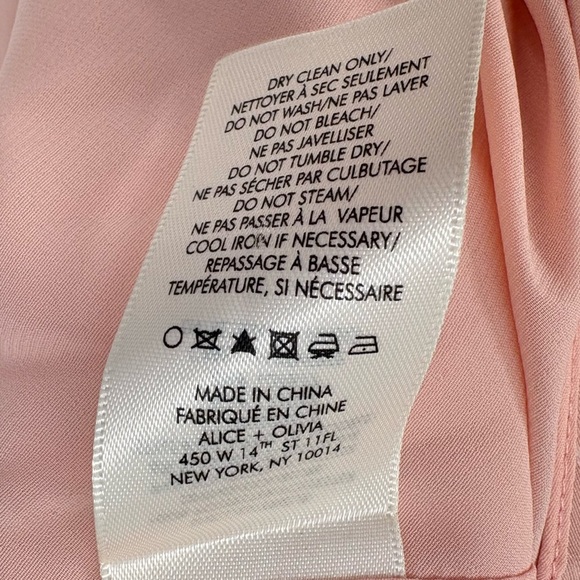 DRY CLEAN ONLY/
NETTOYER À SEC SEULEMENT
DO NOT WASH/NE PAS LAVER
DO NOT BLEACH/
NE PAS JAVELLISER
DO NOT TUMBLE DRY/
NE PAS SÉCHER PAR CULBUTAGE
DO NOT STEAM/
NE PAS PASSER À LA VAPEUR
COOL IRON IF NECESSARY/
REPASSAGE À BASSE
TEMPÉRATURE, SI NÉCESSAIRE
MADE IN CHINA
FABRIQUÉ EN CHINE
ALICE + OLIVIA
450 W 14TH ST 11FL
NEW YORK, NY 10014